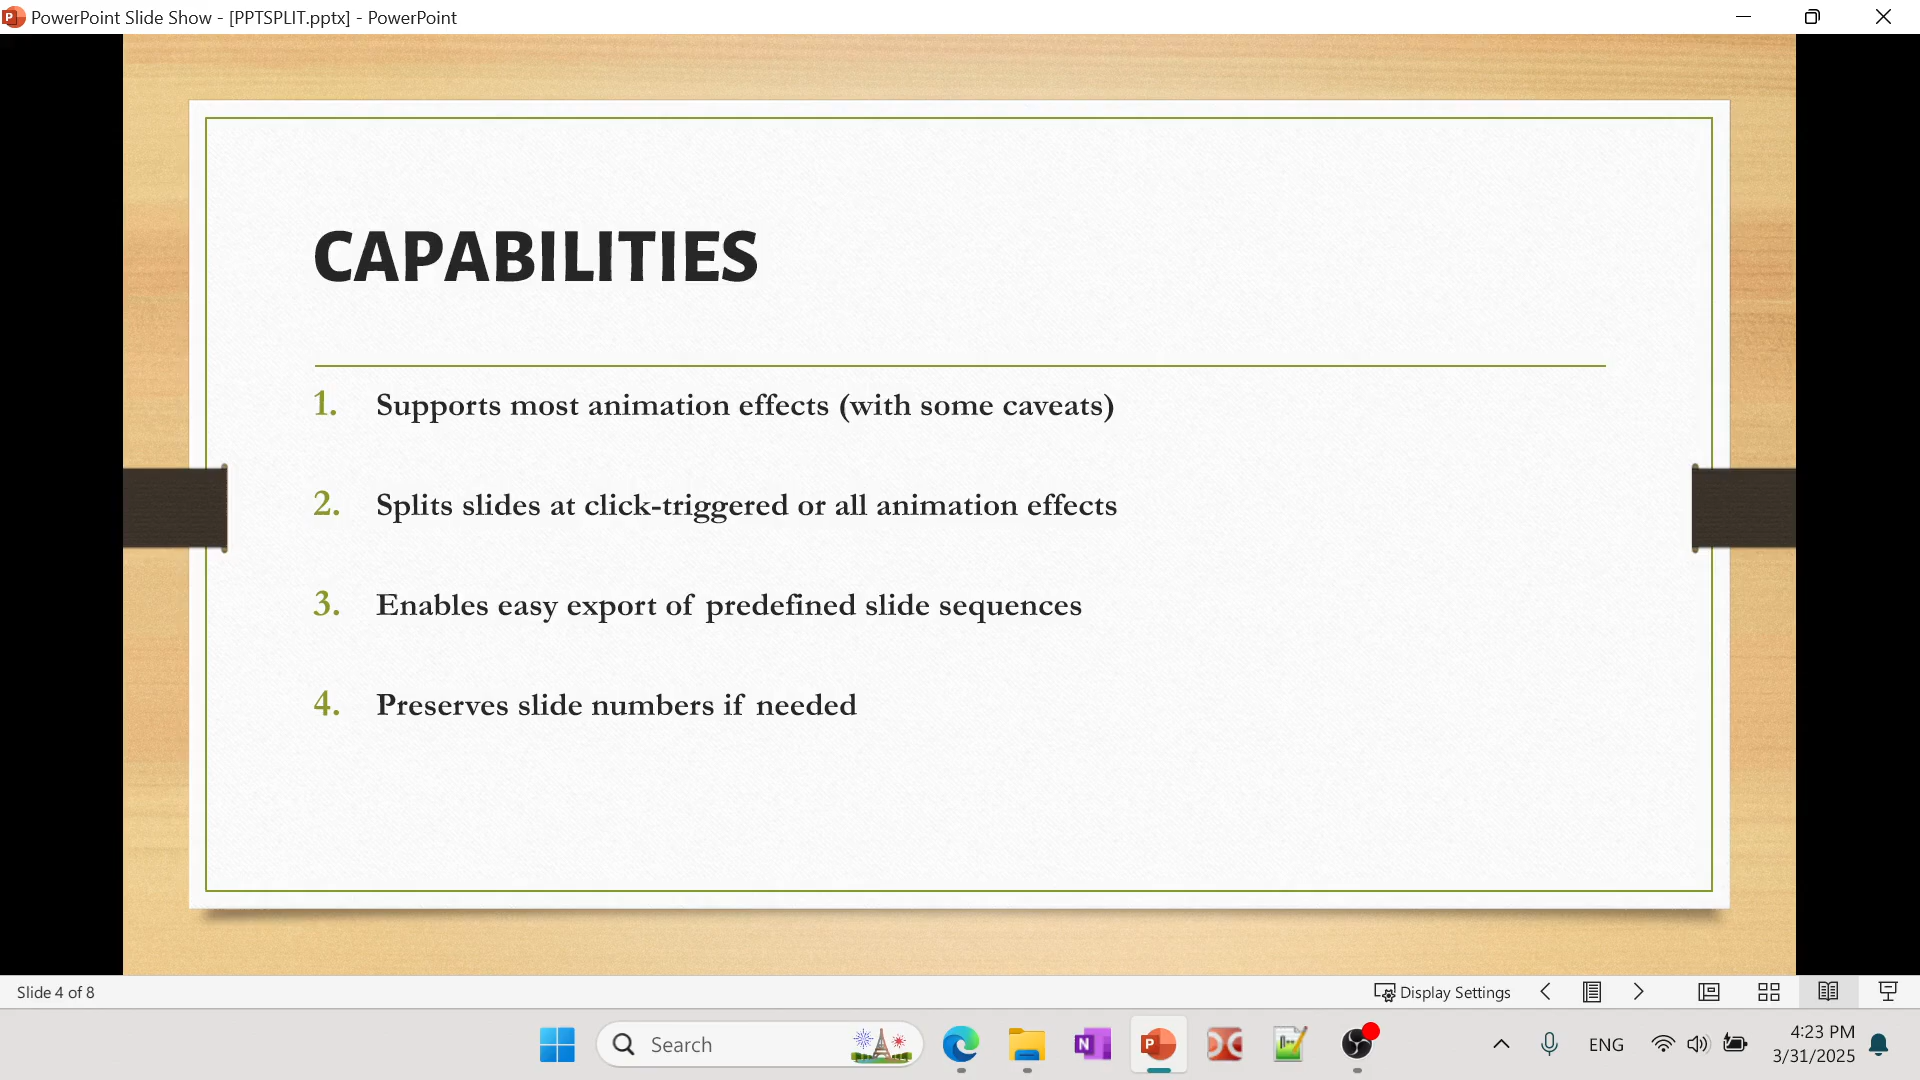 PowerPoint Slide Show - [PPTSPLIT.pptx] - PowerPoint
CAPABILITIES
1. Supports most animation effects (with some caveats)
2. Splits slides at click-triggered or all animation effects
3. Enables easy export of predefined slide sequences
4. Preserves slide numbers if needed
Slide 4 of 8
Display Settings
Search
ENG
4:23 PM
3/31/2025